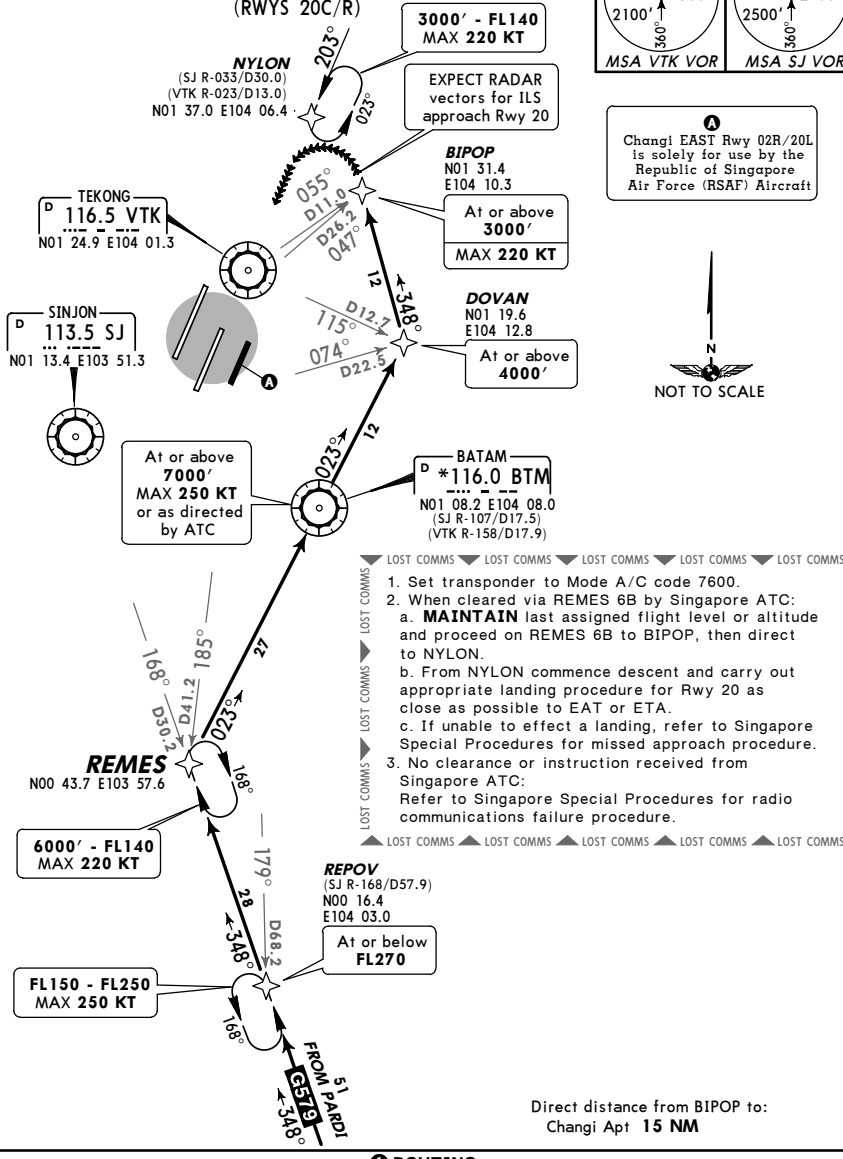 (RWYS 20C/R)
2100'
360°
MSA VTK VOR
2500'
360°
MSA SJ VOR
203°
3000' - FL140
MAX 220 KT
NYLON
(SJ R-033/D30.0)
(VTK R-023/D13.0)
N01 37.0 E104 06.4
023°
EXPECT RADAR
vectors for ILS
approach Rwy 20
A
Changi EAST Rwy 02R/20L
is solely for use by the
Republic of Singapore
Air Force (RSAF) Aircraft
BIPOP
N01 31.4
E104 10.3
At or above
3000'
MAX 220 KT
055°
D11.0
D26.2
047°
TEKONG
D 116.5 VTK
N01 24.9 E104 01.3
12
348°
SINJON
D 113.5 SJ
N01 13.4 E103 51.3
D12.7
115°
074°
D22.5
DOVAN
N01 19.6
E104 12.8
At or above
4000'
A
N
NOT TO SCALE
023°
12
At or above
7000'
MAX 250 KT
or as directed
by ATC
BATAM
D *116.0 BTM
N01 08.2 E104 08.0
(SJ R-107/D17.5)
(VTK R-158/D17.9)
LOST COMMS LOST COMMS LOST COMMS LOST COMMS LOST COMMS
LOST COMMS
LOST COMMS
LOST COMMS
1. Set transponder to Mode A/C code 7600.
2. When cleared via REMES 6B by Singapore ATC:
a. MAINTAIN last assigned flight level or altitude
and proceed on REMES 6B to BIPOP, then direct
to NYLON.
b. From NYLON commence descent and carry out
appropriate landing procedure for Rwy 20 as
close as possible to EAT or ETA.
c. If unable to effect a landing, refer to Singapore
Special Procedures for missed approach procedure.
3. No clearance or instruction received from
Singapore ATC:
Refer to Singapore Special Procedures for radio
communications failure procedure.
LOST COMMS LOST COMMS LOST COMMS LOST COMMS LOST COMMS
27
168°
185°
D30.2
D41.2
023°
REMES
N00 43.7 E103 57.6
168°
6000' - FL140
MAX 220 KT
28
348°
179°
D68.2
REPOV
(SJ R-168/D57.9)
N00 16.4
E104 03.0
At or below
FL270
FL150 - FL250
MAX 250 KT
168°
51
FROM PARDI
G579
348°
Direct distance from BIPOP to:
Changi Apt 15 NM
ROUTING